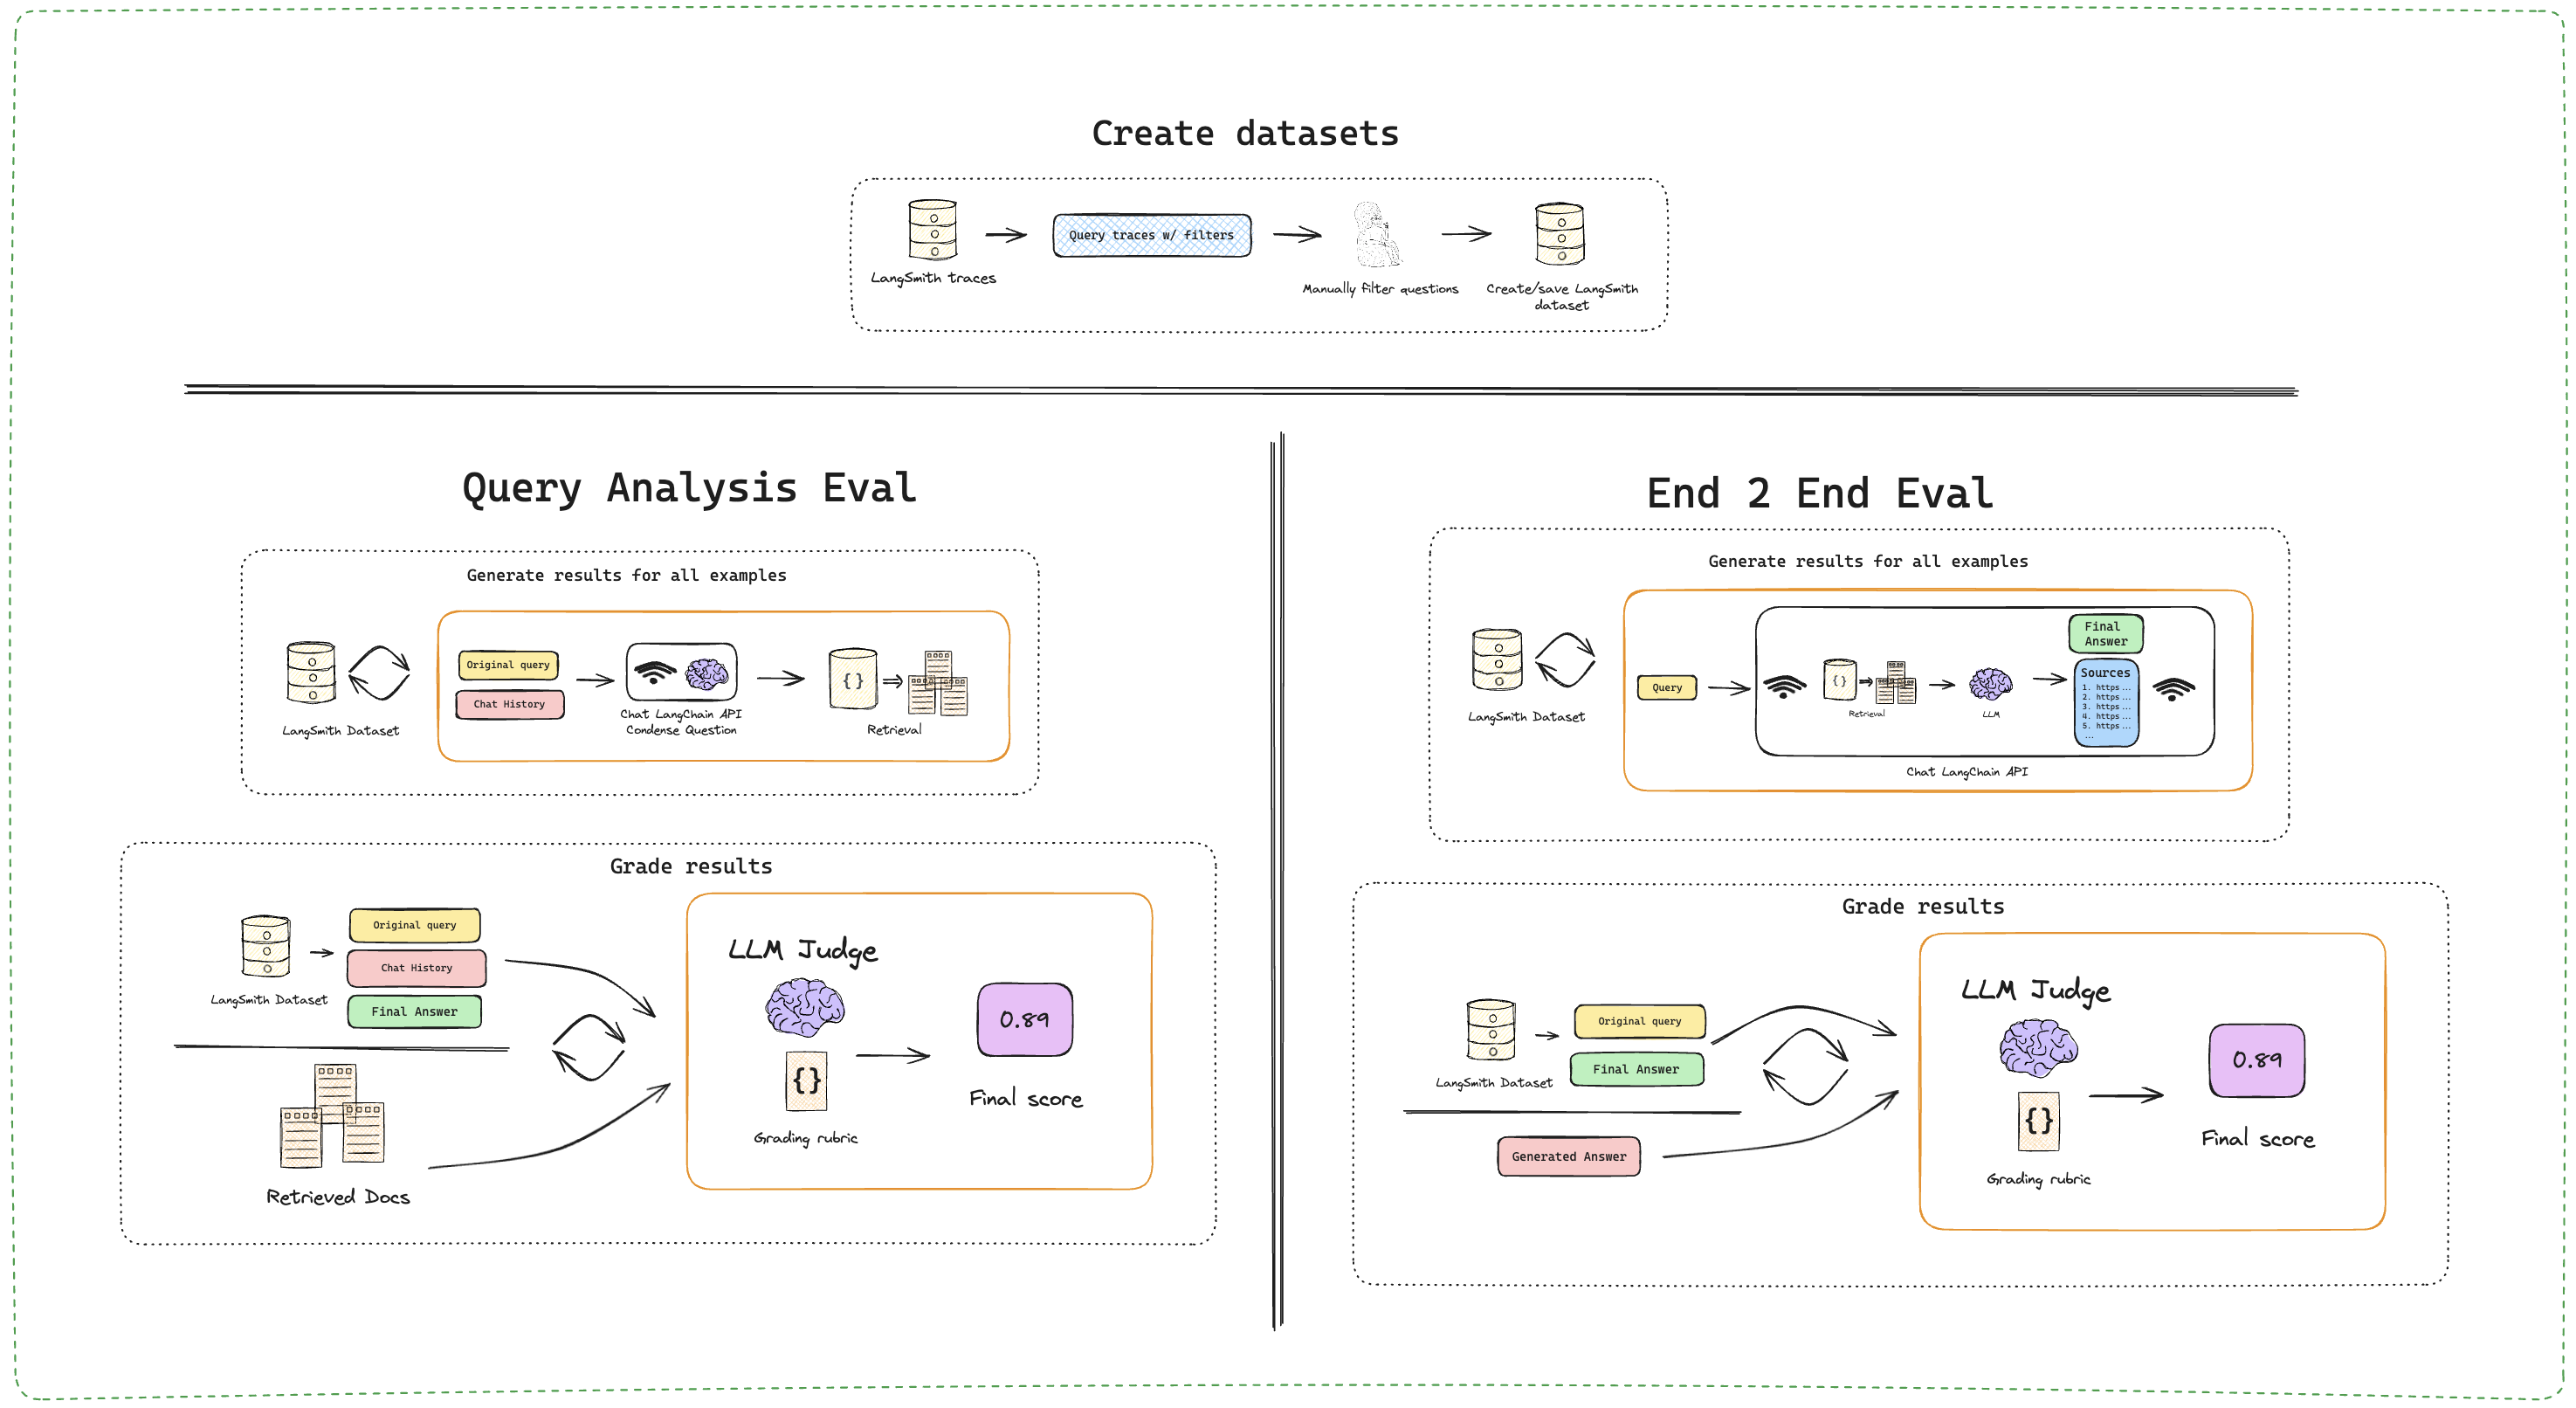 Create datasets
LangSmith traces
Query traces w/ filters
Manually filter questions
Create/save LangSmith
dataset
Query Analysis Eval
Generate results for all examples
LangSmith Dataset
Original query
Chat History
Chat LangChain API
Condense Question
{}
Retrieval
Grade results
LangSmith Dataset
Original query
Chat History
Final Answer
Retrieved Docs
LLM Judge
{}
Grading rubric
0.89
Final score
End 2 End Eval
Generate results for all examples
LangSmith Dataset
Query
{}
Retrieval
LLM
Final
Answer
Sources
1. https...
2. https...
3. https...
4. https...
5. https...
...
Chat LangChain API
Grade results
LangSmith Dataset
Original query
Final Answer
Generated Answer
LLM Judge
{}
Grading rubric
0.89
Final score